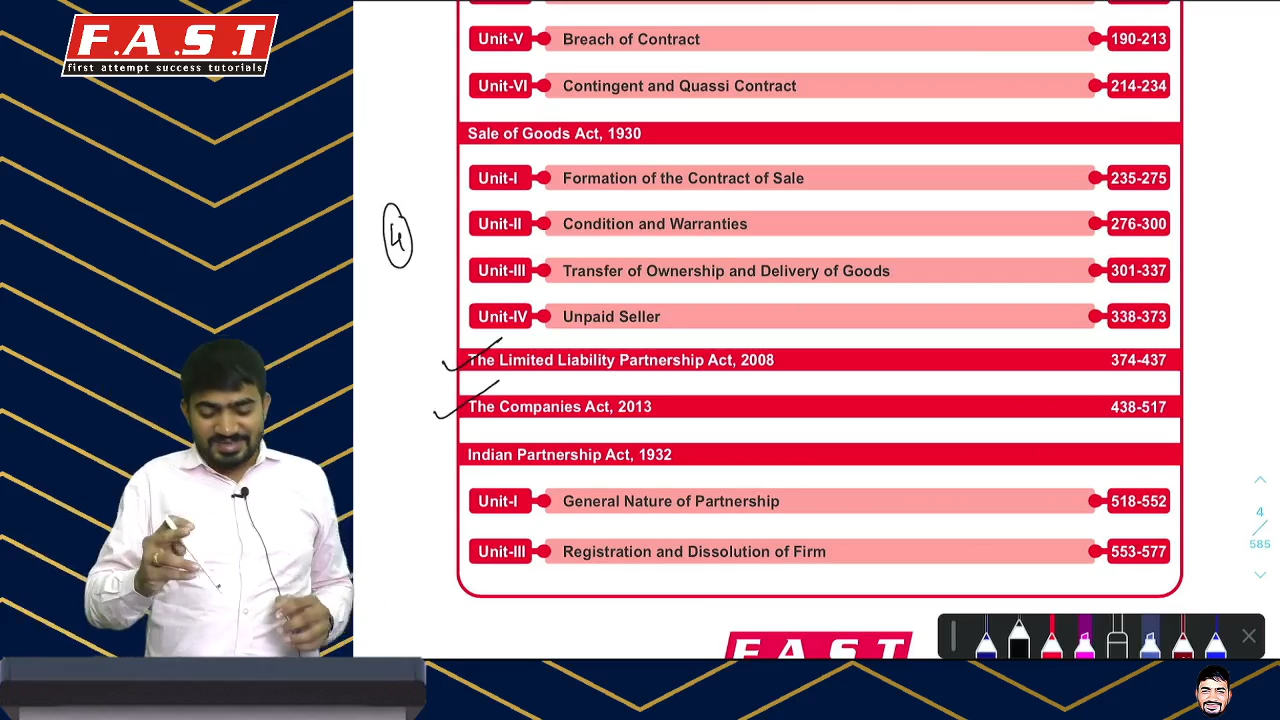 F.A.S.T
first attempt success tutorials
Unit-V Breach of Contract 190-213
Unit-VI Contingent and Quassi Contract 214-234
Sale of Goods Act, 1930
Unit-I Formation of the Contract of Sale 235-275
4
Unit-II Condition and Warranties 276-300
Unit-III Transfer of Ownership and Delivery of Goods 301-337
Unit-IV Unpaid Seller 338-373
The Limited Liability Partnership Act, 2008 374-437
The Companies Act, 2013 438-517
Indian Partnership Act, 1932
Unit-I General Nature of Partnership 518-552
4
585
Unit-III Registration and Dissolution of Firm 553-577
F.A.S.T